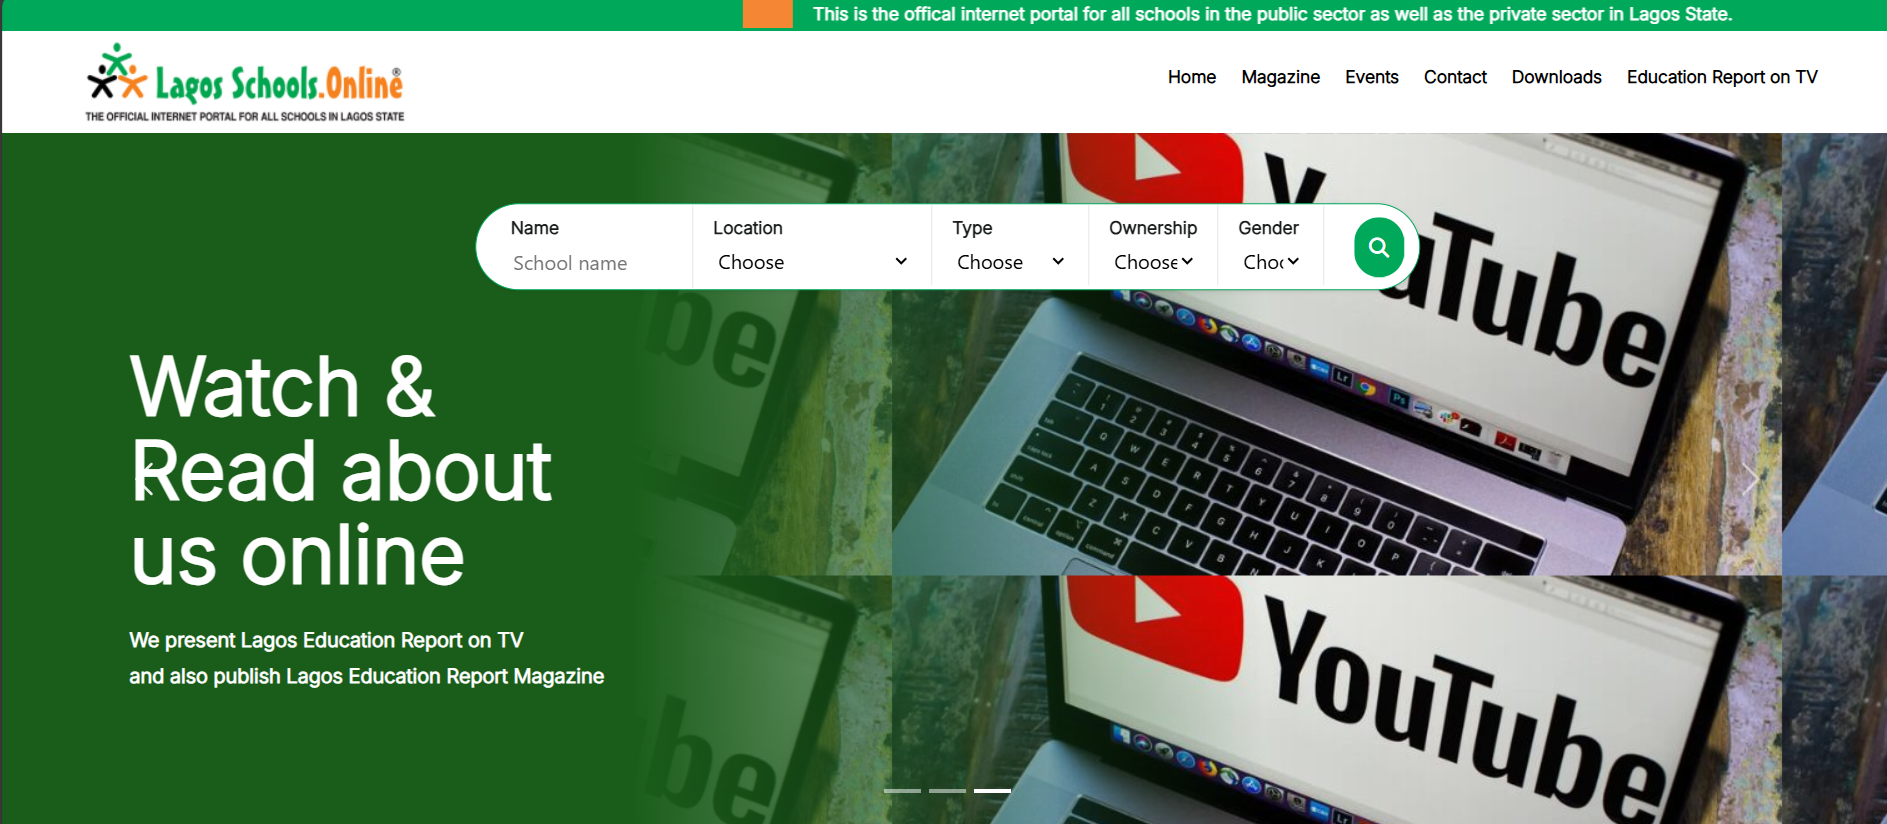 This is the offical internet portal for all schools in the public sector as well as the private sector in Lagos State.
Lagos Schools.Online®
THE OFFICIAL INTERNET PORTAL FOR ALL SCHOOLS IN LAGOS STATE
Home Magazine Events Contact Downloads Education Report on TV
Name Location Type Ownership Gender
School name Choose Choose Choose Choo
YouTube
Watch &
Read about
us online
We present Lagos Education Report on TV
and also publish Lagos Education Report Magazine
YouTube